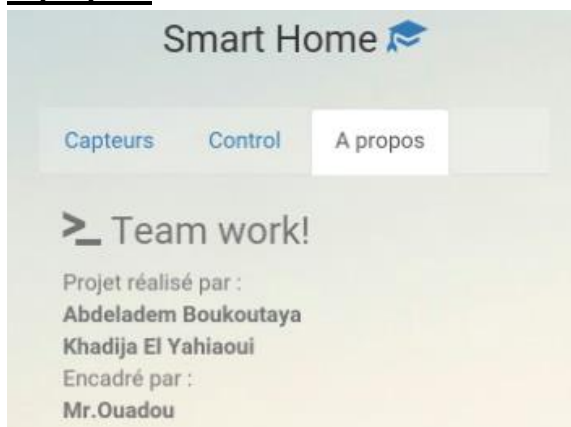 Smart Home
Capteurs Control A propos
>_ Team work!
Projet réalisé par :
Abdeladem Boukoutaya
Khadija El Yahiaoui
Encadré par :
Mr.Ouadou